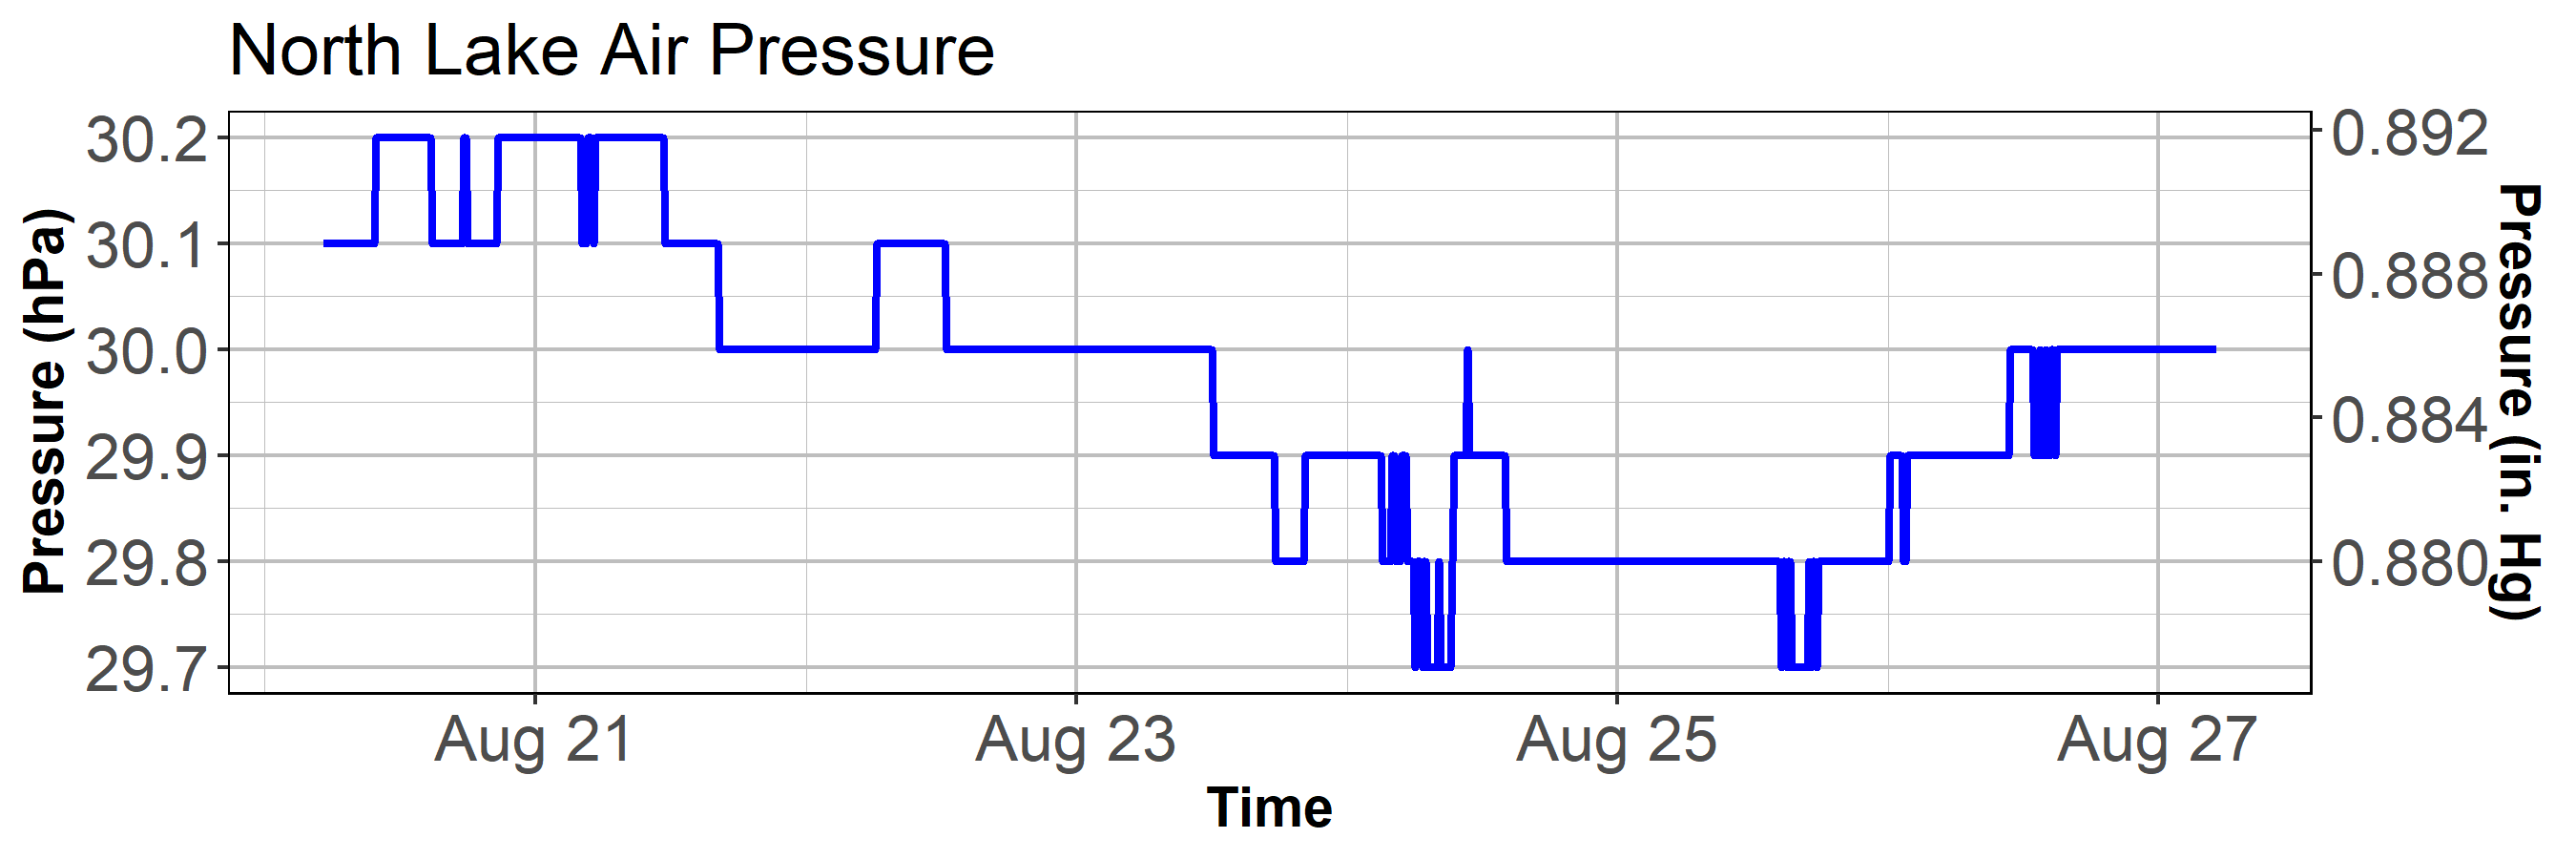 North Lake Air Pressure
Pressure (hPa)
30.2
30.1
30.0
29.9
29.8
29.7
0.892
0.888
0.884
0.880
Pressure (in. Hg)
Aug 21
Aug 23
Aug 25
Aug 27
Time